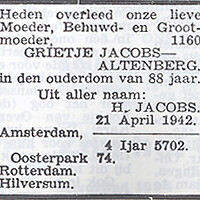 Heden overleed onze lieve
Moeder, Behuwd- en Groot-
moeder, 1160
GRIETJE JACOBS—
ALTENBERG.
in den ouderdom van 88 jaar.
Uit aller naam:
H. JACOBS.
21 April 1942.
Amsterdam,
4 Ijar 5702.
Oosterpark 74.
Rotterdam.
Hilversum.